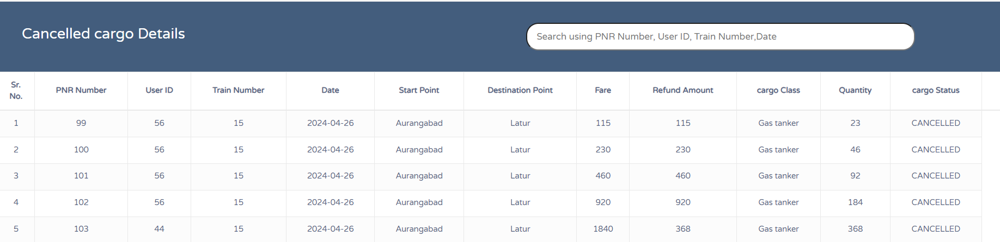 Cancelled cargo Details
Search using PNR Number, User ID, Train Number,Date
Sr. No. PNR Number User ID Train Number Date Start Point Destination Point Fare Refund Amount cargo Class Quantity cargo Status
1 99 56 15 2024-04-26 Aurangabad Latur 115 115 Gas tanker 23 CANCELLED
2 100 56 15 2024-04-26 Aurangabad Latur 230 230 Gas tanker 46 CANCELLED
3 101 56 15 2024-04-26 Aurangabad Latur 460 460 Gas tanker 92 CANCELLED
4 102 56 15 2024-04-26 Aurangabad Latur 920 920 Gas tanker 184 CANCELLED
5 103 44 15 2024-04-26 Aurangabad Latur 1840 368 Gas tanker 368 CANCELLED